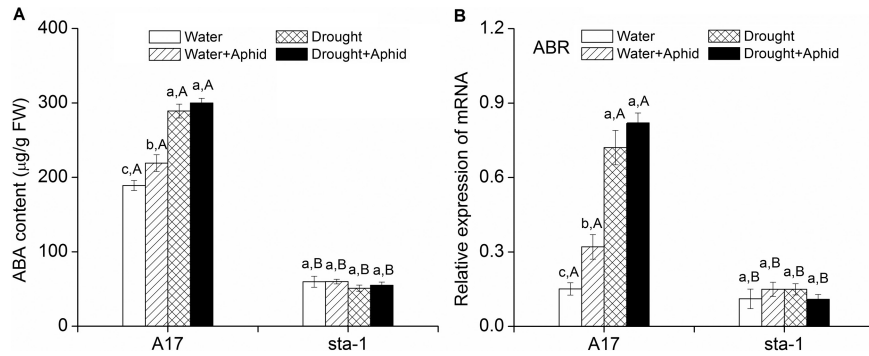 A
Water
Drought
Water+Aphid
Drought+Aphid
ABA content (μg/g FW)
400
300
200
100
0
c,A
b,A
a,A
a,A
a,B
a,B
a,B
a,B
A17
sta-1
B
ABR
Water
Drought
Water+Aphid
Drought+Aphid
Relative expression of mRNA
1.2
0.9
0.6
0.3
0.0
c,A
b,A
a,A
a,A
a,B
a,B
a,B
a,B
A17
sta-1